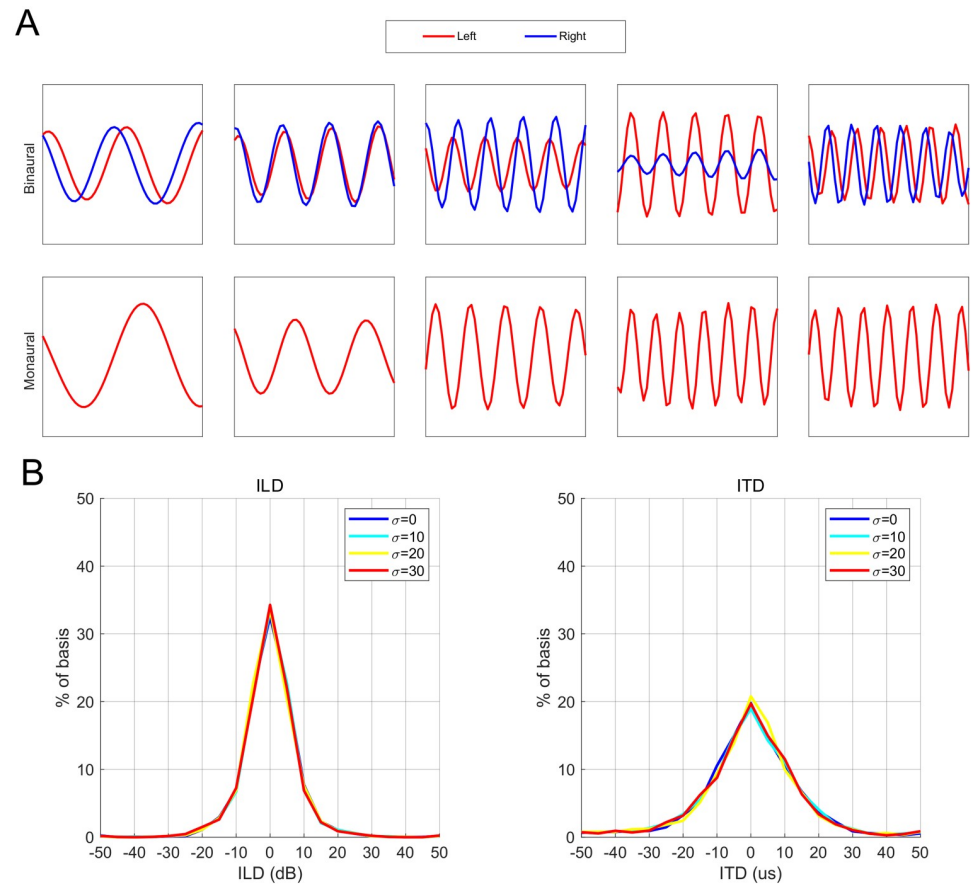 A
Left Right
Binaural
Monaural
B
ILD
50
40
30
20
10
0
% of basis
σ=0
σ=10
σ=20
σ=30
-50 -40 -30 -20 -10 0 10 20 30 40 50
ILD (dB)
ITD
50
40
30
20
10
0
% of basis
σ=0
σ=10
σ=20
σ=30
-50 -40 -30 -20 -10 0 10 20 30 40 50
ITD (us)